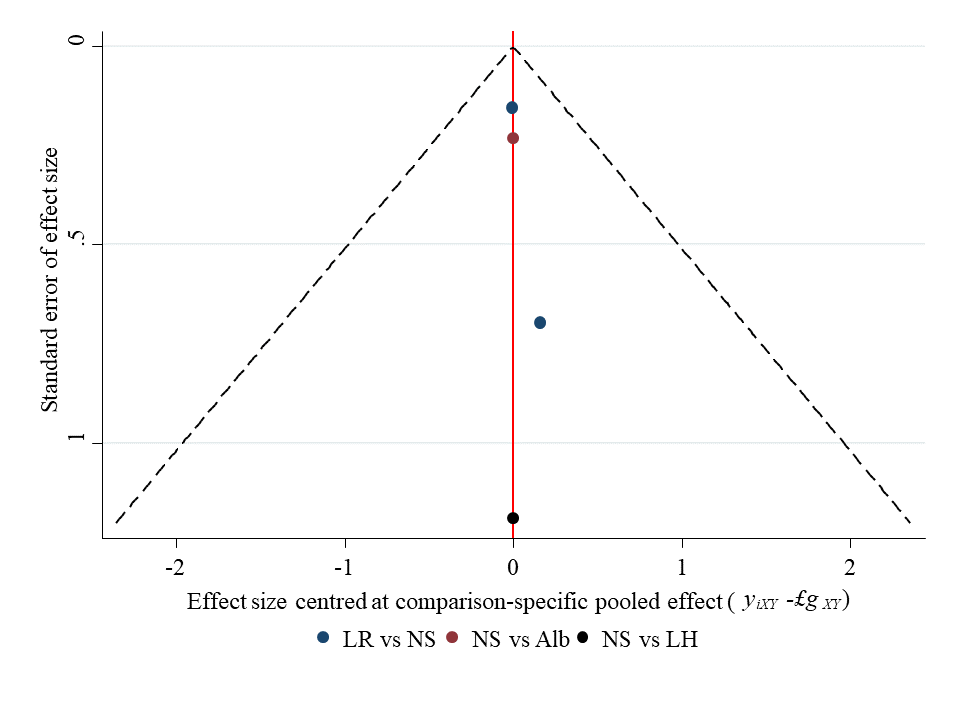 0
.5
1
Standard error of effect size
-2 -1 0 1 2
Effect size centred at comparison-specific pooled effect ( yiXY -£gXY)
LR vs NS NS vs Alb NS vs LH